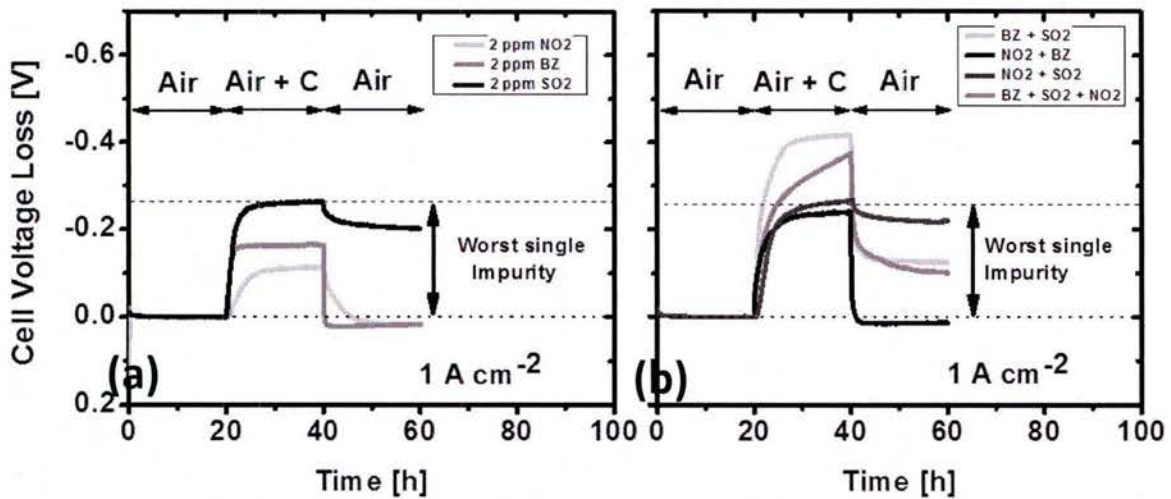 Cell Voltage Loss [V]
-0.6
-0.4
-0.2
0.0
0.2
2 ppm NO2
2 ppm BZ
2 ppm SO2
Air
Air + C
Air
Worst single
Impurity
(a)
1 A cm-2
0
20
40
60
80
100
Time [h]
BZ + SO2
NO2 + BZ
NO2 + SO2
BZ + SO2 + NO2
Air
Air + C
Air
Worst single
Impurity
(b)
1 A cm-2
0
20
40
60
80
100
Time [h]